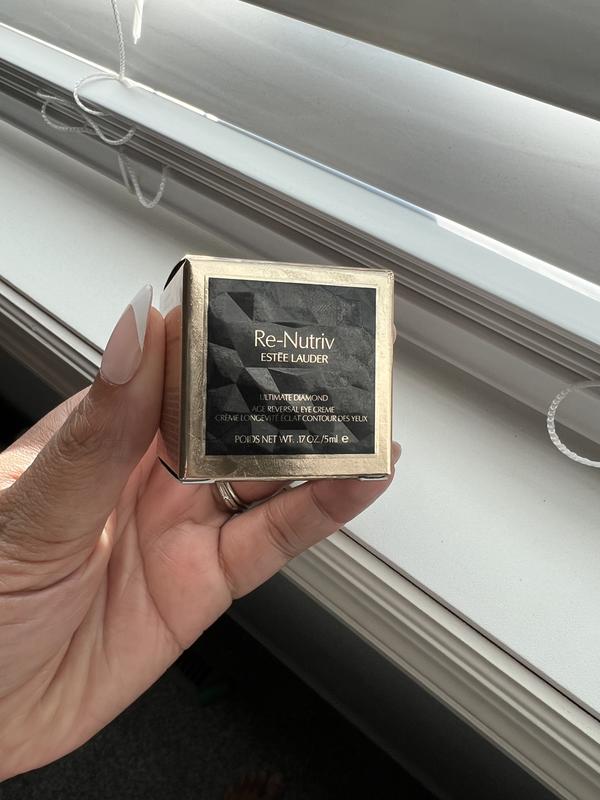 Re-Nutriv
ESTĒE LAUDER
ULTIMATE DIAMOND
AGE REVERSAL EYE CREME
CRÈME LONGEVITÉ ÉCLAT CONTOUR DES YEUX
POIDS NET WT. .17 OZ./5ml ℮